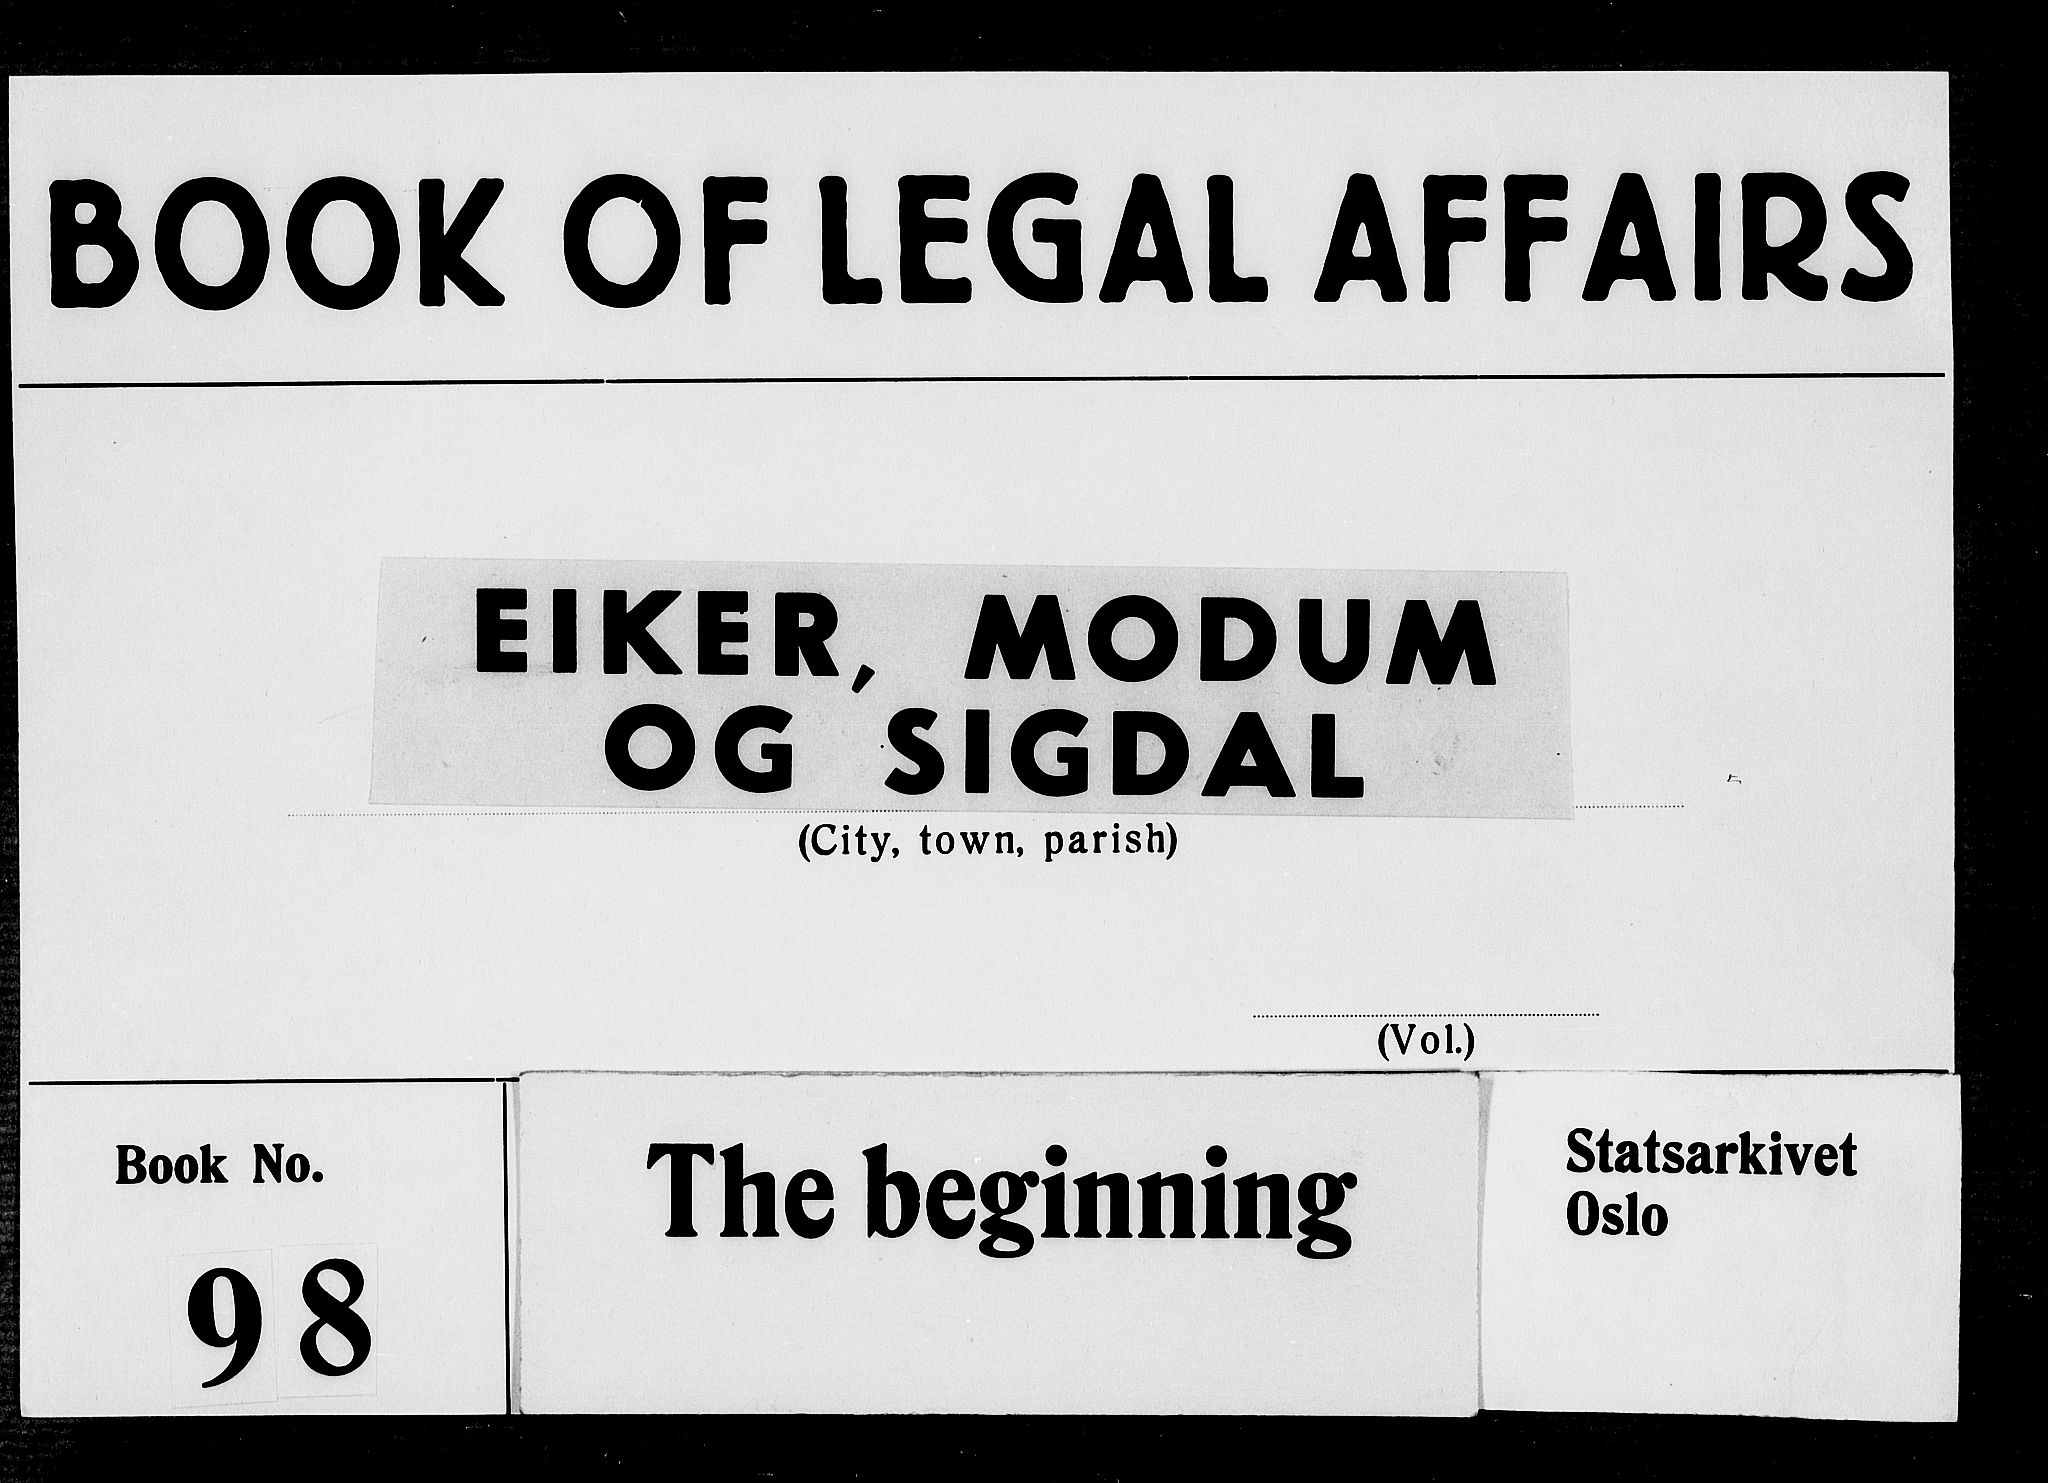 BOOK OF LEGAL AFFAIRS
EIKER, MODUM
OG SIGDAL
(City, town, parish)
(Vol.)
Book No.
98
The beginning
Statsarkivet
Oslo